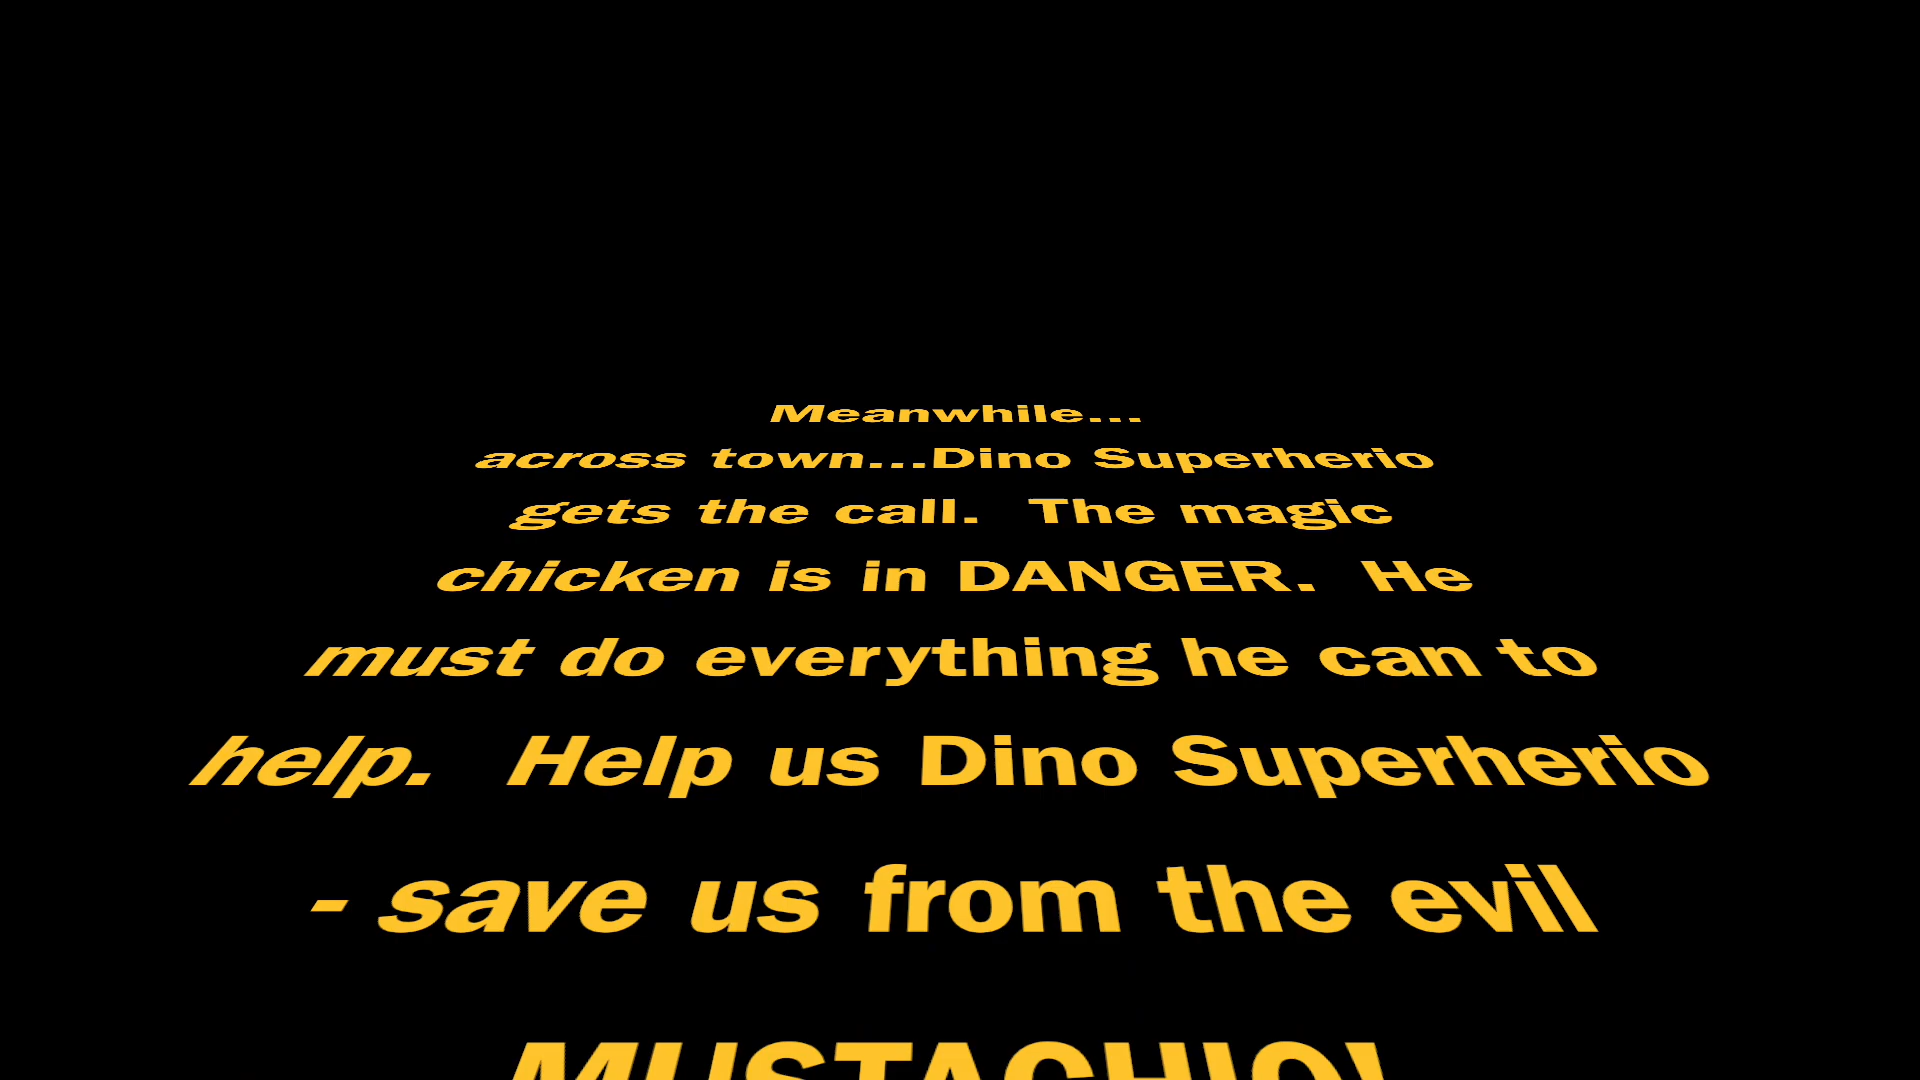 Meanwhile...
across town...Dino Superherio
gets the call.  The magic
chicken is in DANGER.  He
must do everything he can to
help.  Help us Dino Superherio
- save us from the evil
MUSTACHIO!